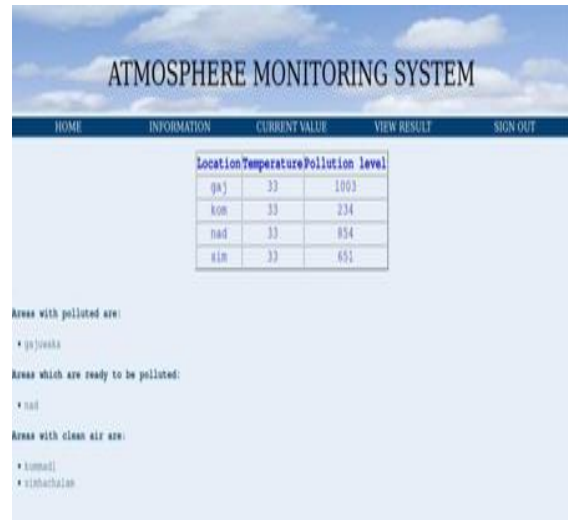 ATMOSPHERE MONITORING SYSTEM
HOME INFORMATION CURRENT VALUE VIEW RESULT SIGN OUT
Location Temperature Pollution level
gaj 33 1003
kom 33 234
nad 33 854
sim 33 651
Areas with polluted are:
gajuwaka
Areas which are ready to be polluted:
nad
Areas with clean air are:
kommadi
simhachalam